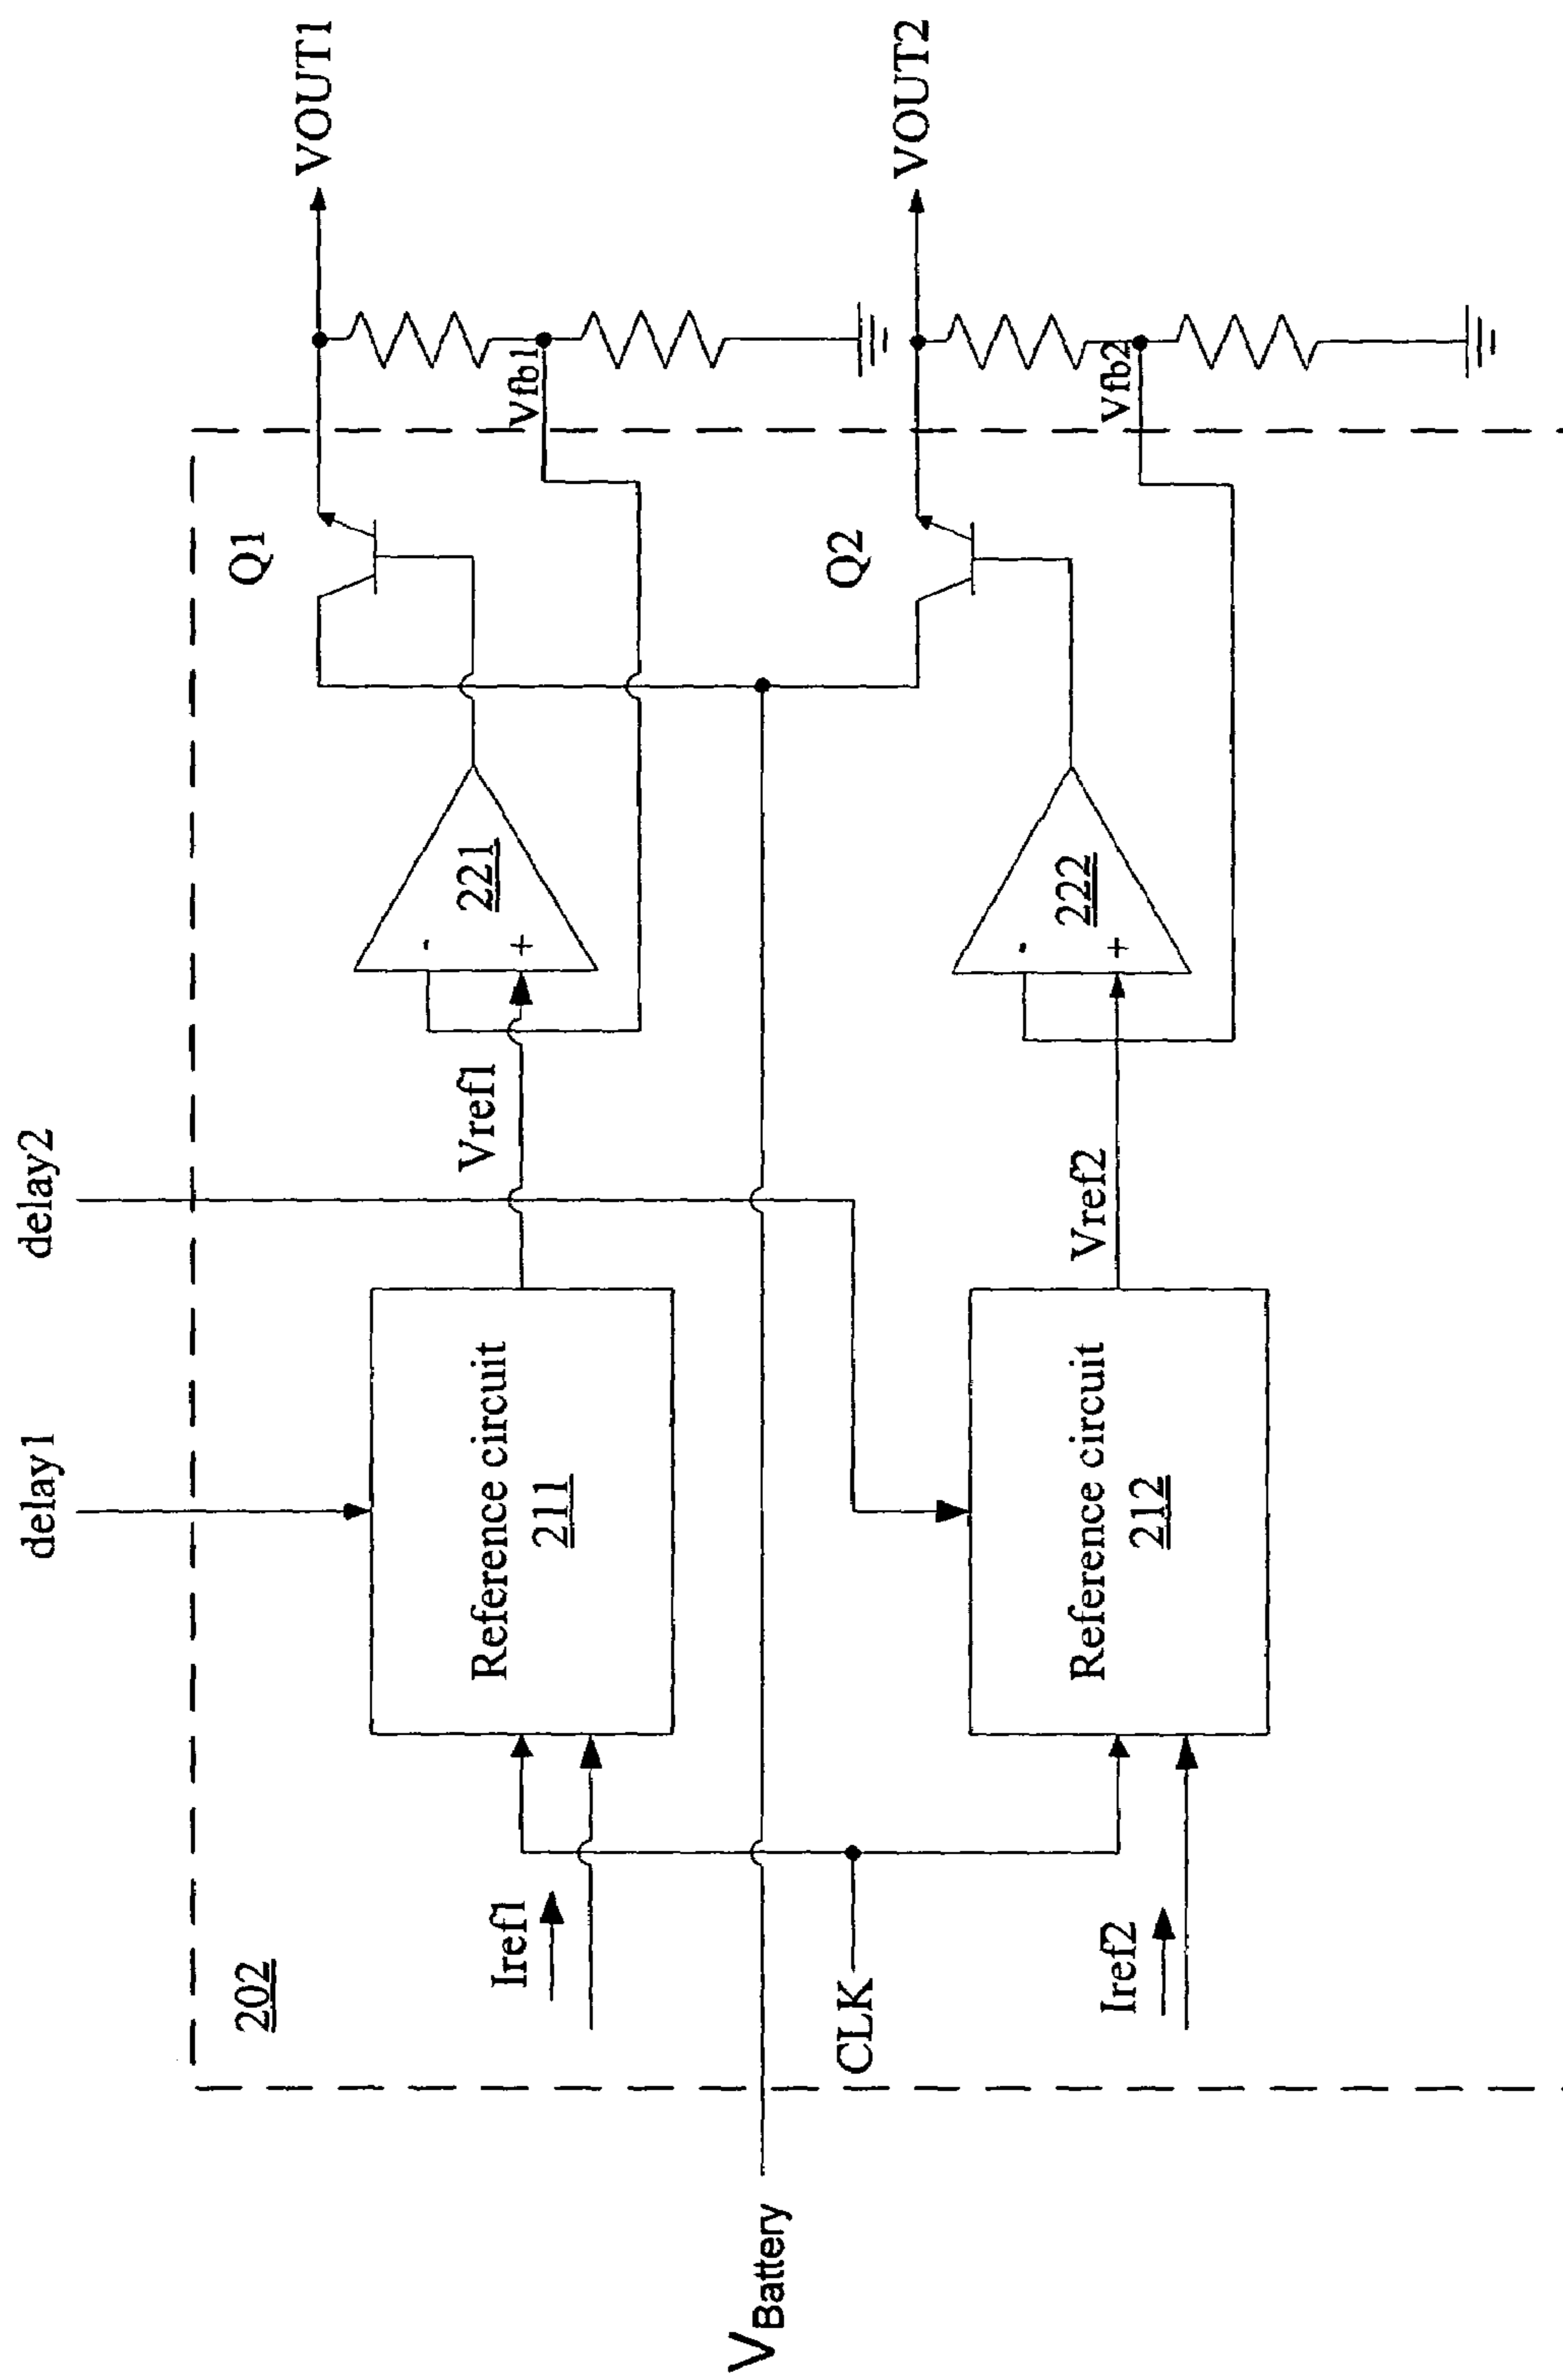 delay1
delay2
202
Iref1
Reference circuit
211
Vref1
-
+
221
Q1
Vfb1
VOUT1
VBattery
CLK
Iref2
Reference circuit
212
Vref2
-
+
222
Q2
Vfb2
VOUT2